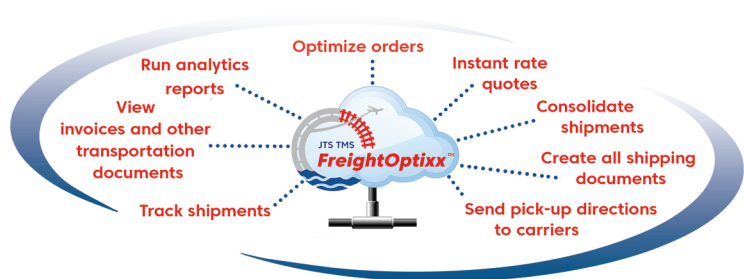 Optimize orders
Run analytics
reports
Instant rate
quotes
View
invoices and other
transportation
documents
Consolidate
shipments
JTS TMS
FreightOptixx™
Create all shipping
documents
Track shipments
Send pick-up directions
to carriers